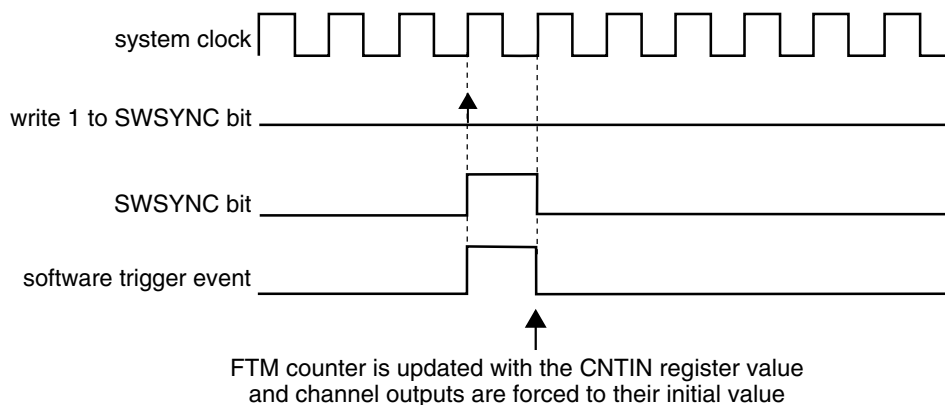 system clock
write 1 to SWSYNC bit
SWSYNC bit
software trigger event
FTM counter is updated with the CNTIN register value
and channel outputs are forced to their initial value